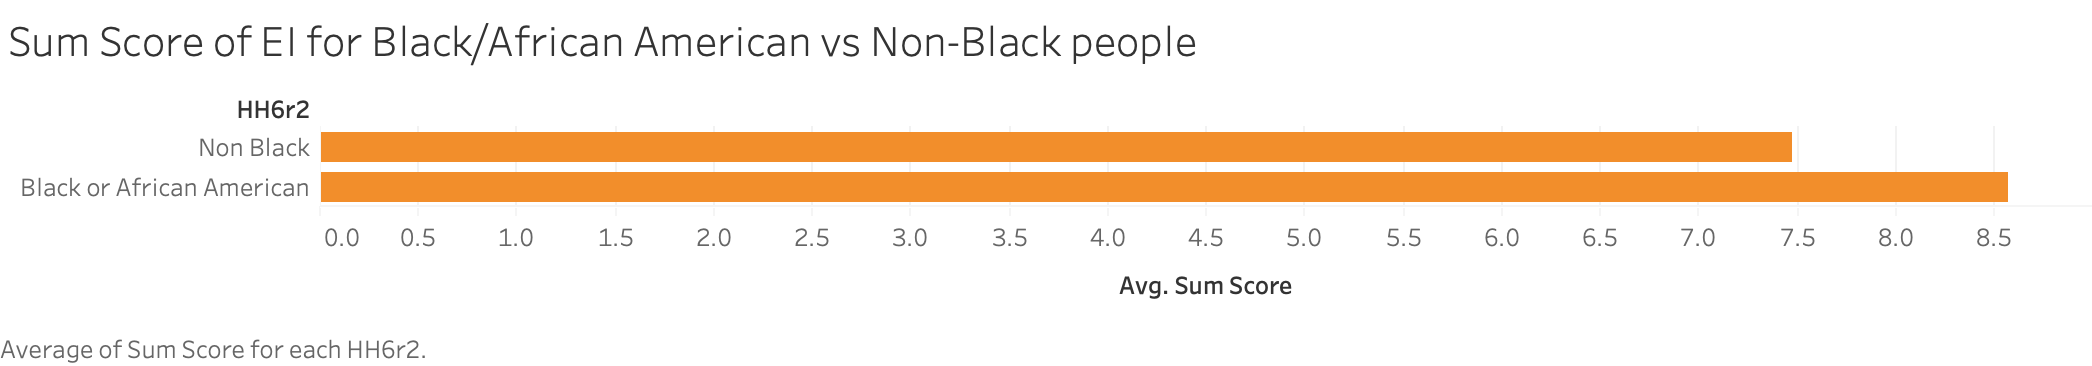 Sum Score of EI for Black/African American vs Non-Black people
HH6r2
Non Black
Black or African American
0.0 0.5 1.0 1.5 2.0 2.5 3.0 3.5 4.0 4.5 5.0 5.5 6.0 6.5 7.0 7.5 8.0 8.5
Avg. Sum Score
Average of Sum Score for each HH6r2.